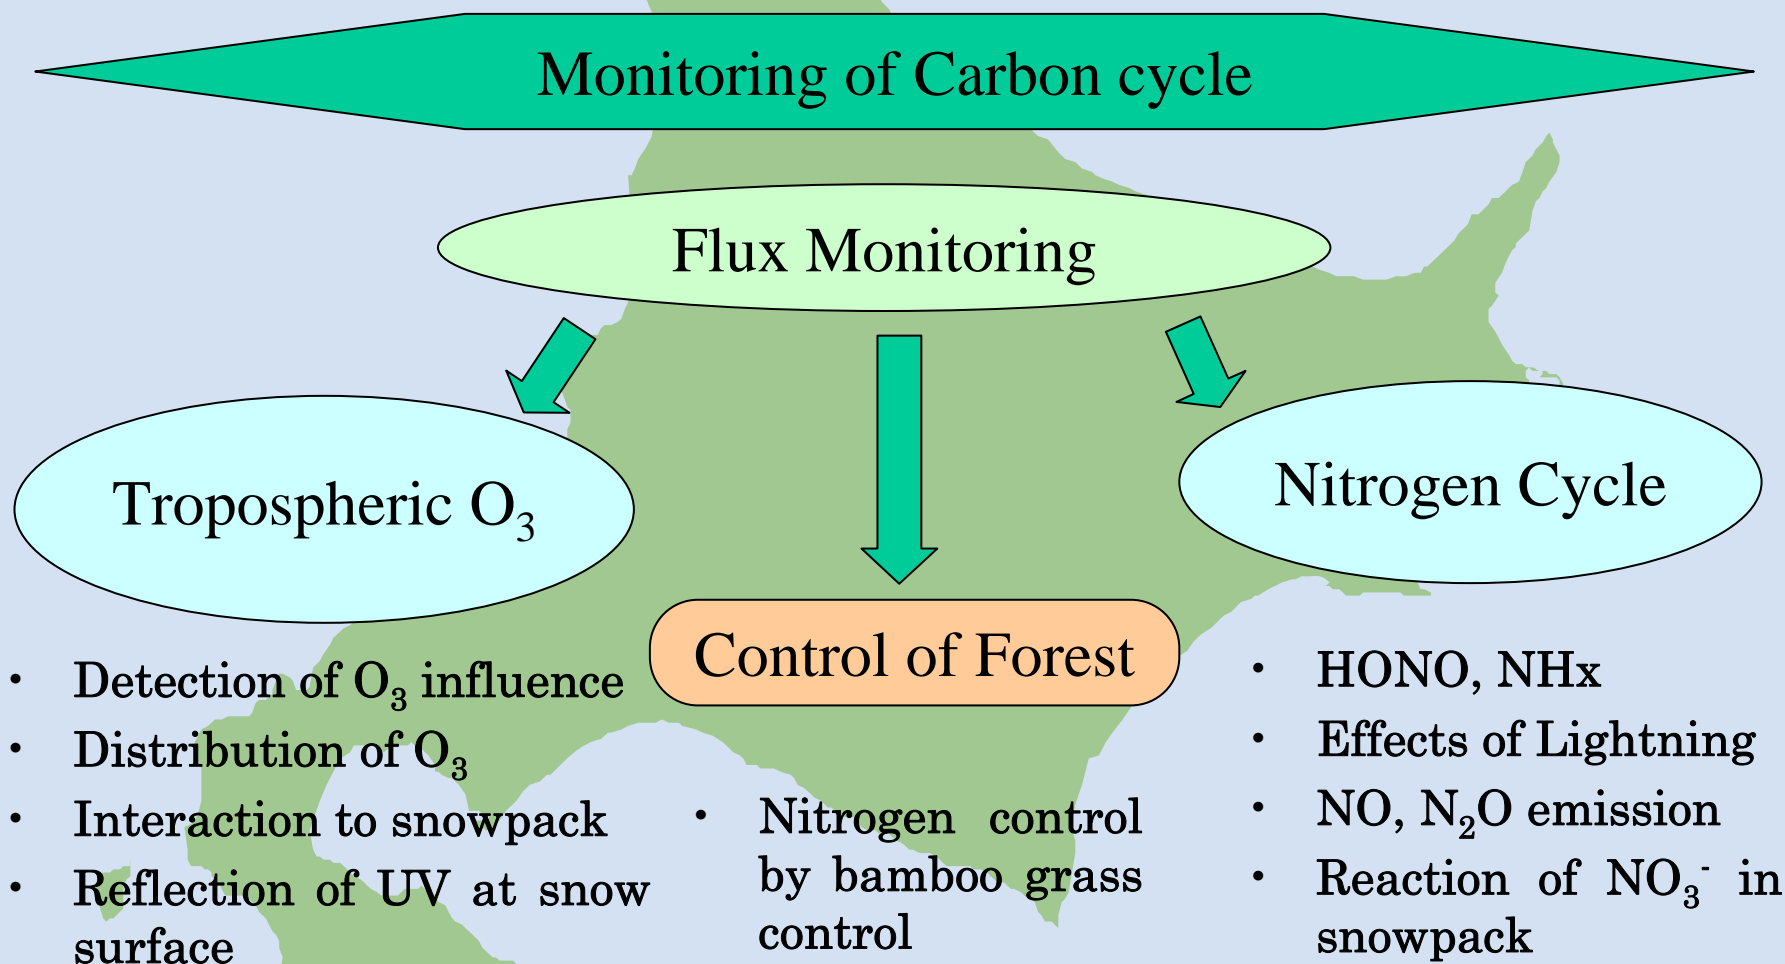 Monitoring of Carbon cycle
Flux Monitoring
Tropospheric O₃
Nitrogen Cycle
Control of Forest
• Detection of O₃ influence
• Distribution of O₃
• Interaction to snowpack
• Reflection of UV at snow
surface
• Nitrogen control
by bamboo grass
control
• HONO, NHx
• Effects of Lightning
• NO, N₂O emission
• Reaction of NO₃⁻ in
snowpack